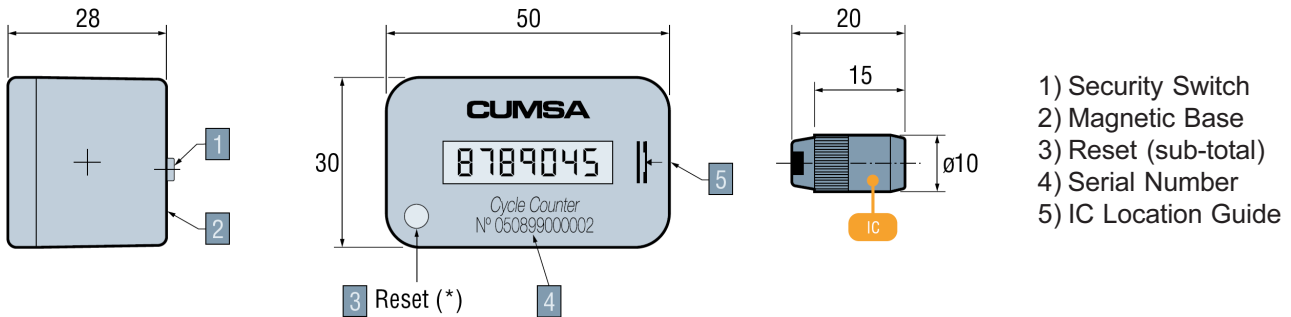 28
1
2
50
30
CUMSA
8789045
Cycle Counter
Nº 050899000002
5
3 Reset (*)
4
20
15
ø10
IC
1) Security Switch
2) Magnetic Base
3) Reset (sub-total)
4) Serial Number
5) IC Location Guide